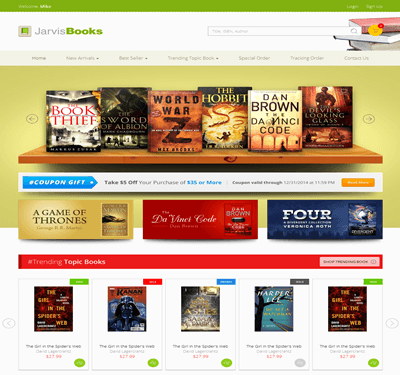 Welcome, Miko
Login Sign up
JarvisBooks
Title, ISBN, Author
Home New Arrivals Best Seller Trending Topic Book Special Order Tracking Order Contact Us
THE
BOOK
THIEF
MARKUS ZUSAK
THE
SWORD
OF ALBION
WORLD
WAR
MAX BROOKS
THE
HOBBIT
DAN
BROWN
THE
DA VINCI
CODE
DEVIL'S
LOOKING
GLASS
#COUPON GIFT
Take $5 Off Your Purchase of $35 or More
Coupon valid through 12/31/2014 at 11:59 PM
A GAME OF
THRONES
George R.R. Martin
The
Da Vinci Code
Dan Brown
DAN
BROWN
FOUR
A DIVERGENT COLLECTION
VERONICA ROTH
DIVERGENT
#Trending Topic Books
SHOP TRENDING BOOK
THE
GIRL
IN THE
SPIDER'S
WEB
KANAN
HARPER
LEE
THE
GIRL
IN THE
SPIDER'S
WEB
The Girl in the Spider's Web
David Lagercrantz
$27.99
The Girl in the Spider's Web
David Lagercrantz
$27.99
The Girl in the Spider's Web
David Lagercrantz
$27.99
The Girl in the Spider's Web
David Lagercrantz
$27.99
The Girl in the Spider's Web
David Lagercrantz
$27.99